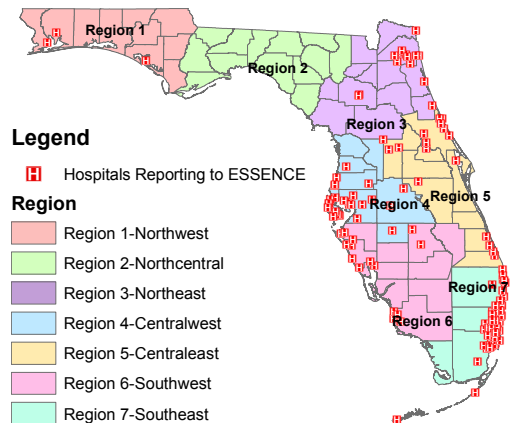 Region 1
Region 2
Region 3
Region 4
Region 5
Region 6
Region 7
Legend
H Hospitals Reporting to ESSENCE
Region
Region 1-Northwest
Region 2-Northcentral
Region 3-Northeast
Region 4-Centralwest
Region 5-Centraleast
Region 6-Southwest
Region 7-Southeast